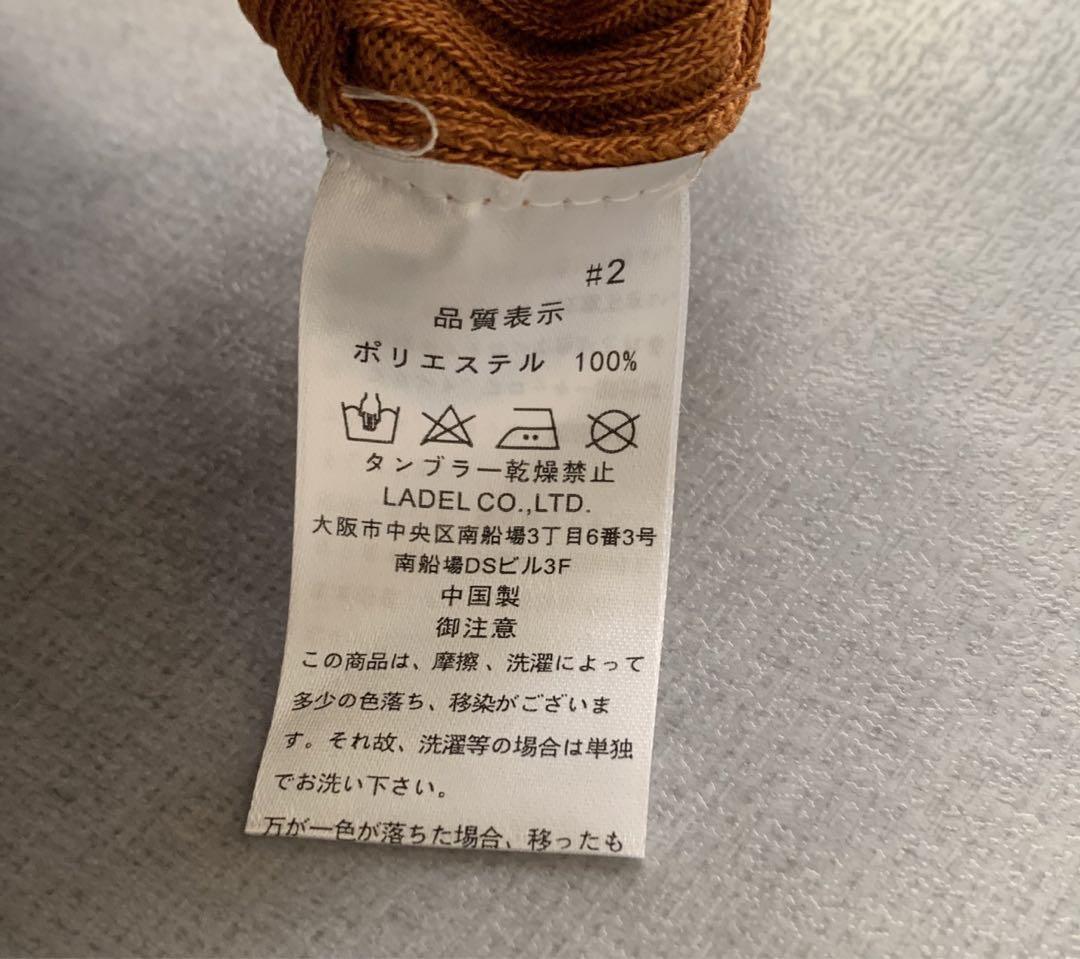 #2
品質表示
ポリエステル 100%
タンブラー乾燥禁止
LADEL CO.,LTD.
大阪市中央区南船場3丁目6番3号
南船場DSビル3F
中国製
御注意
この商品は、摩擦、洗濯によって
多少の色落ち、移染がございま
す。それ故、洗濯等の場合は単独
でお洗い下さい。
万が一色が落ちた場合、移ったも